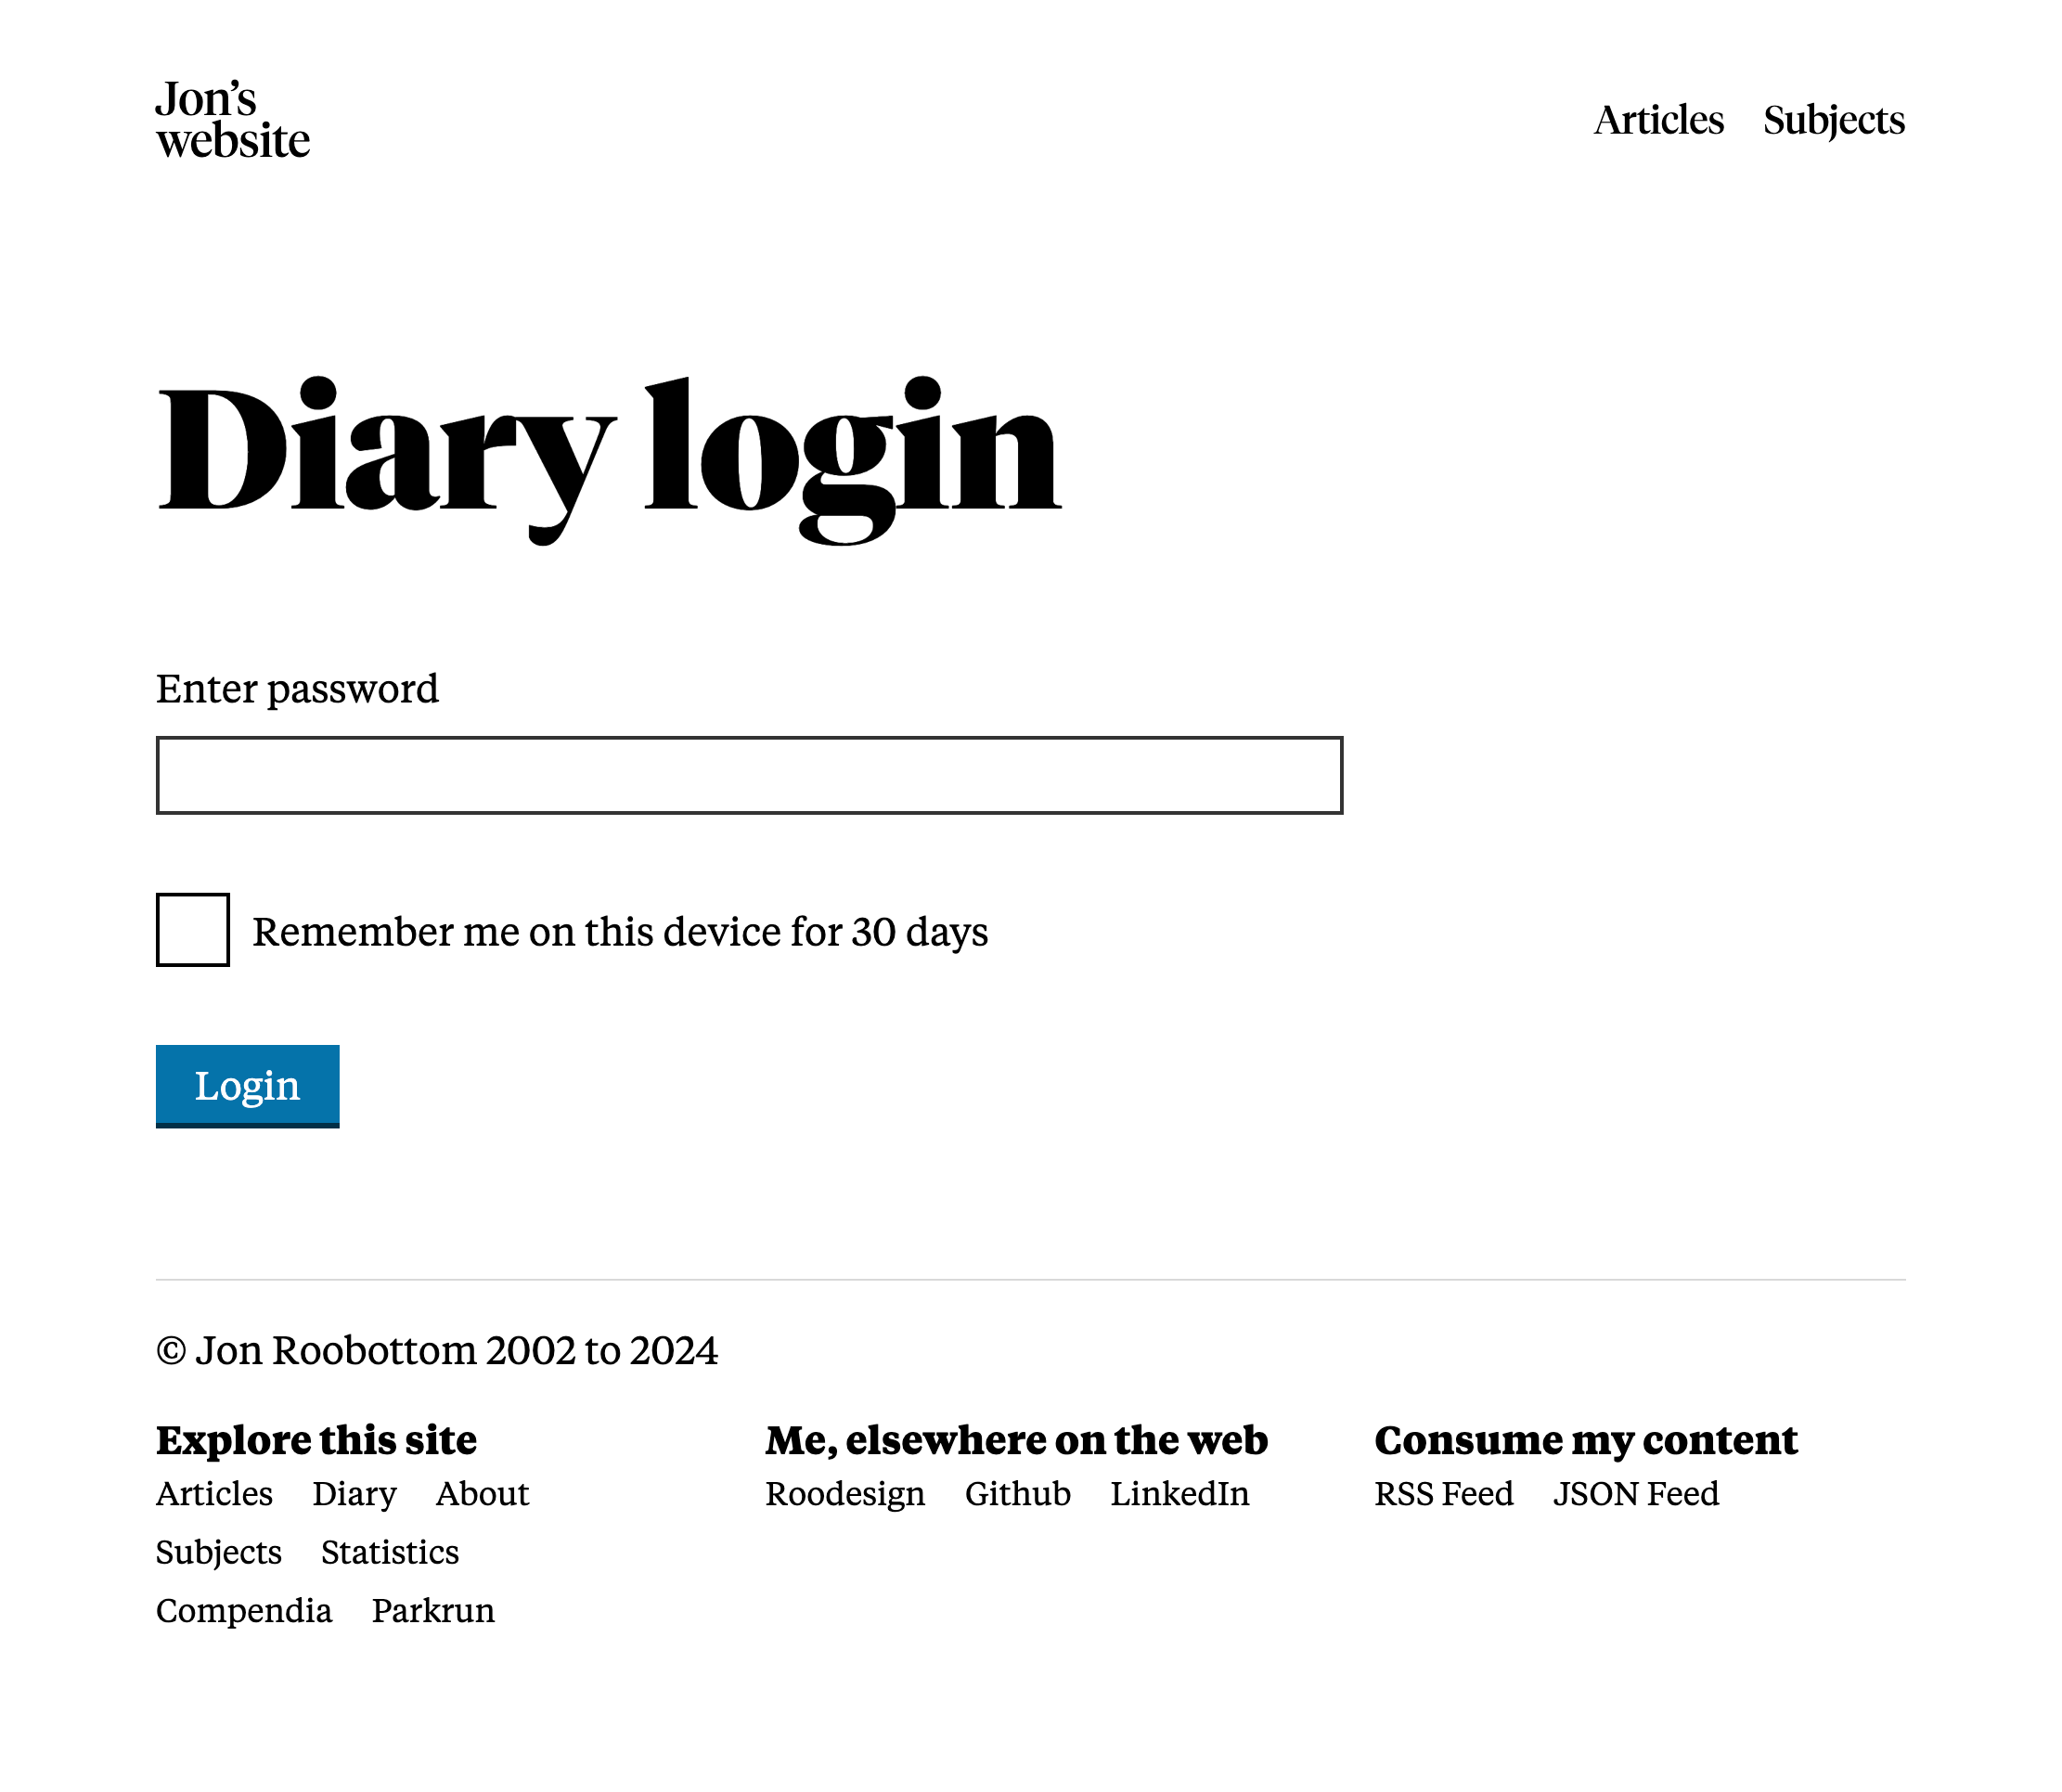 Jon’s
website
Articles Subjects
Diary login
Enter password
Remember me on this device for 30 days
Login
© Jon Roobottom 2002 to 2024
Explore this site
Articles Diary About
Subjects Statistics
Compendia Parkrun
Me, elsewhere on the web
Roodesign Github LinkedIn
Consume my content
RSS Feed JSON Feed